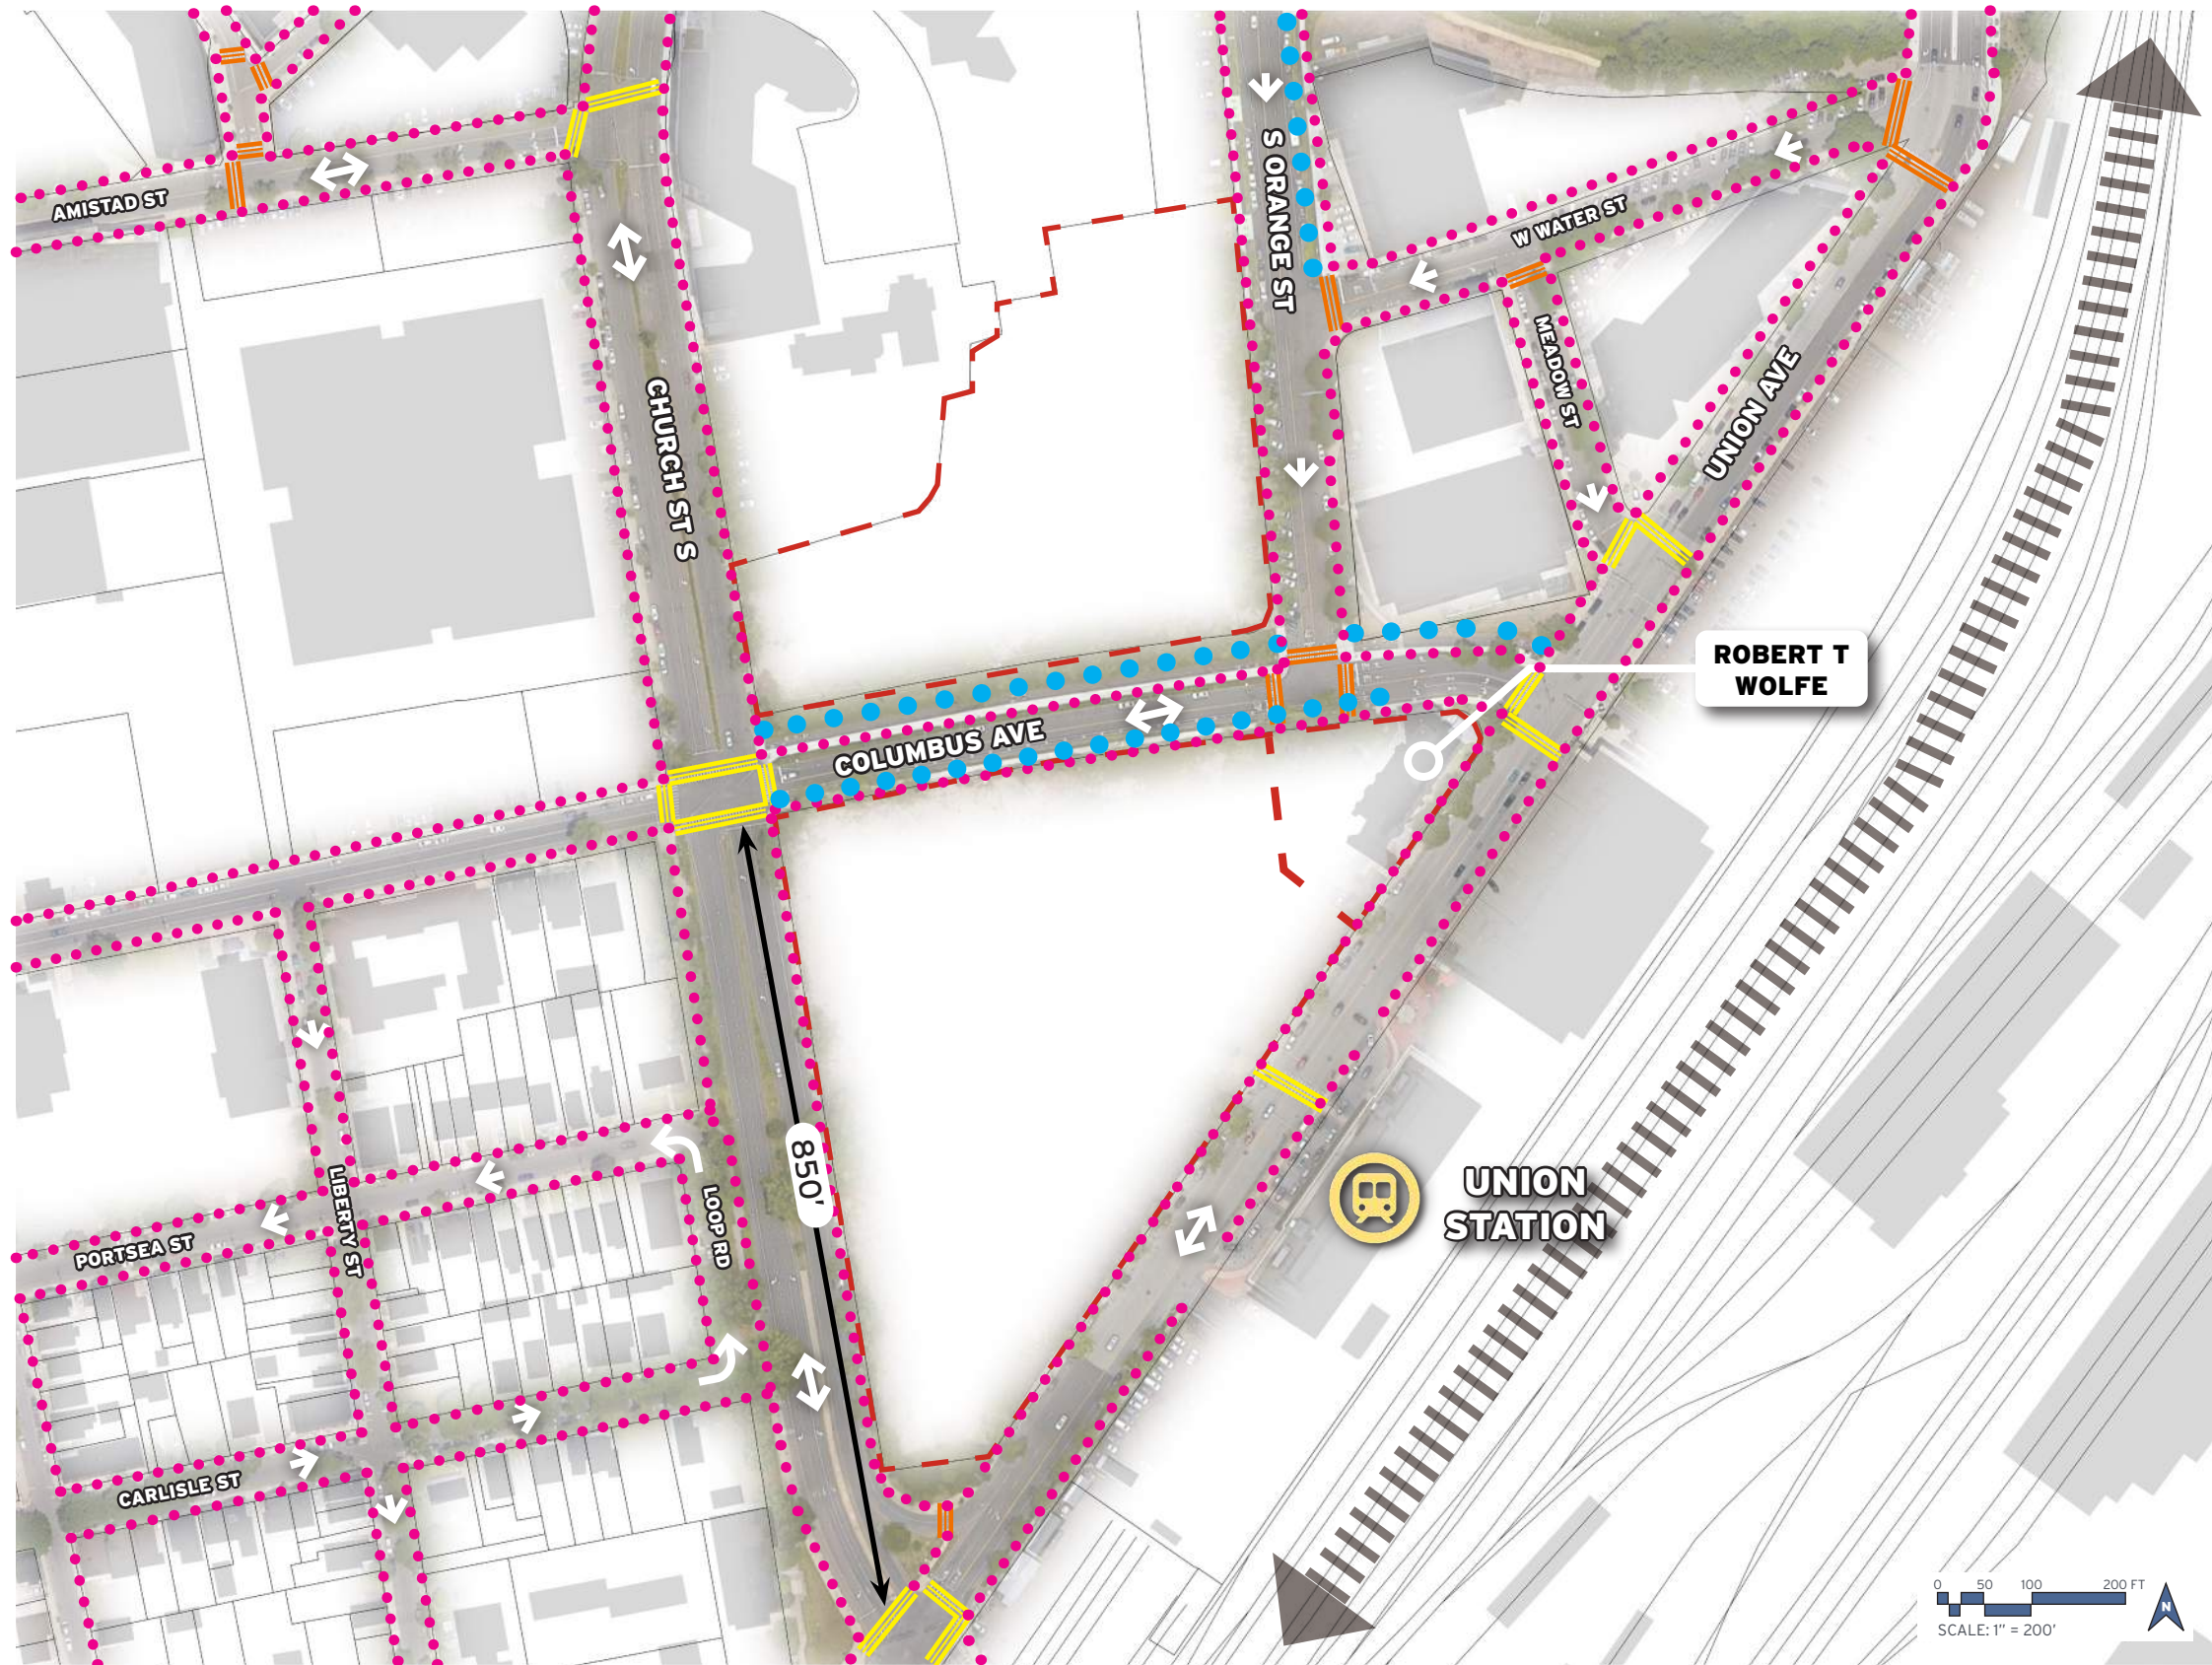 AMISTAD ST
S ORANGE ST
W WATER ST
CHURCH ST S
MEADOW ST
UNION AVE
ROBERT T
WOLFE
COLUMBUS AVE
850'
LIBERTY ST
LOOP RD
UNION
STATION
PORTSEA ST
CARLISLE ST
0 50 100 200 FT
N
SCALE: 1" = 200'